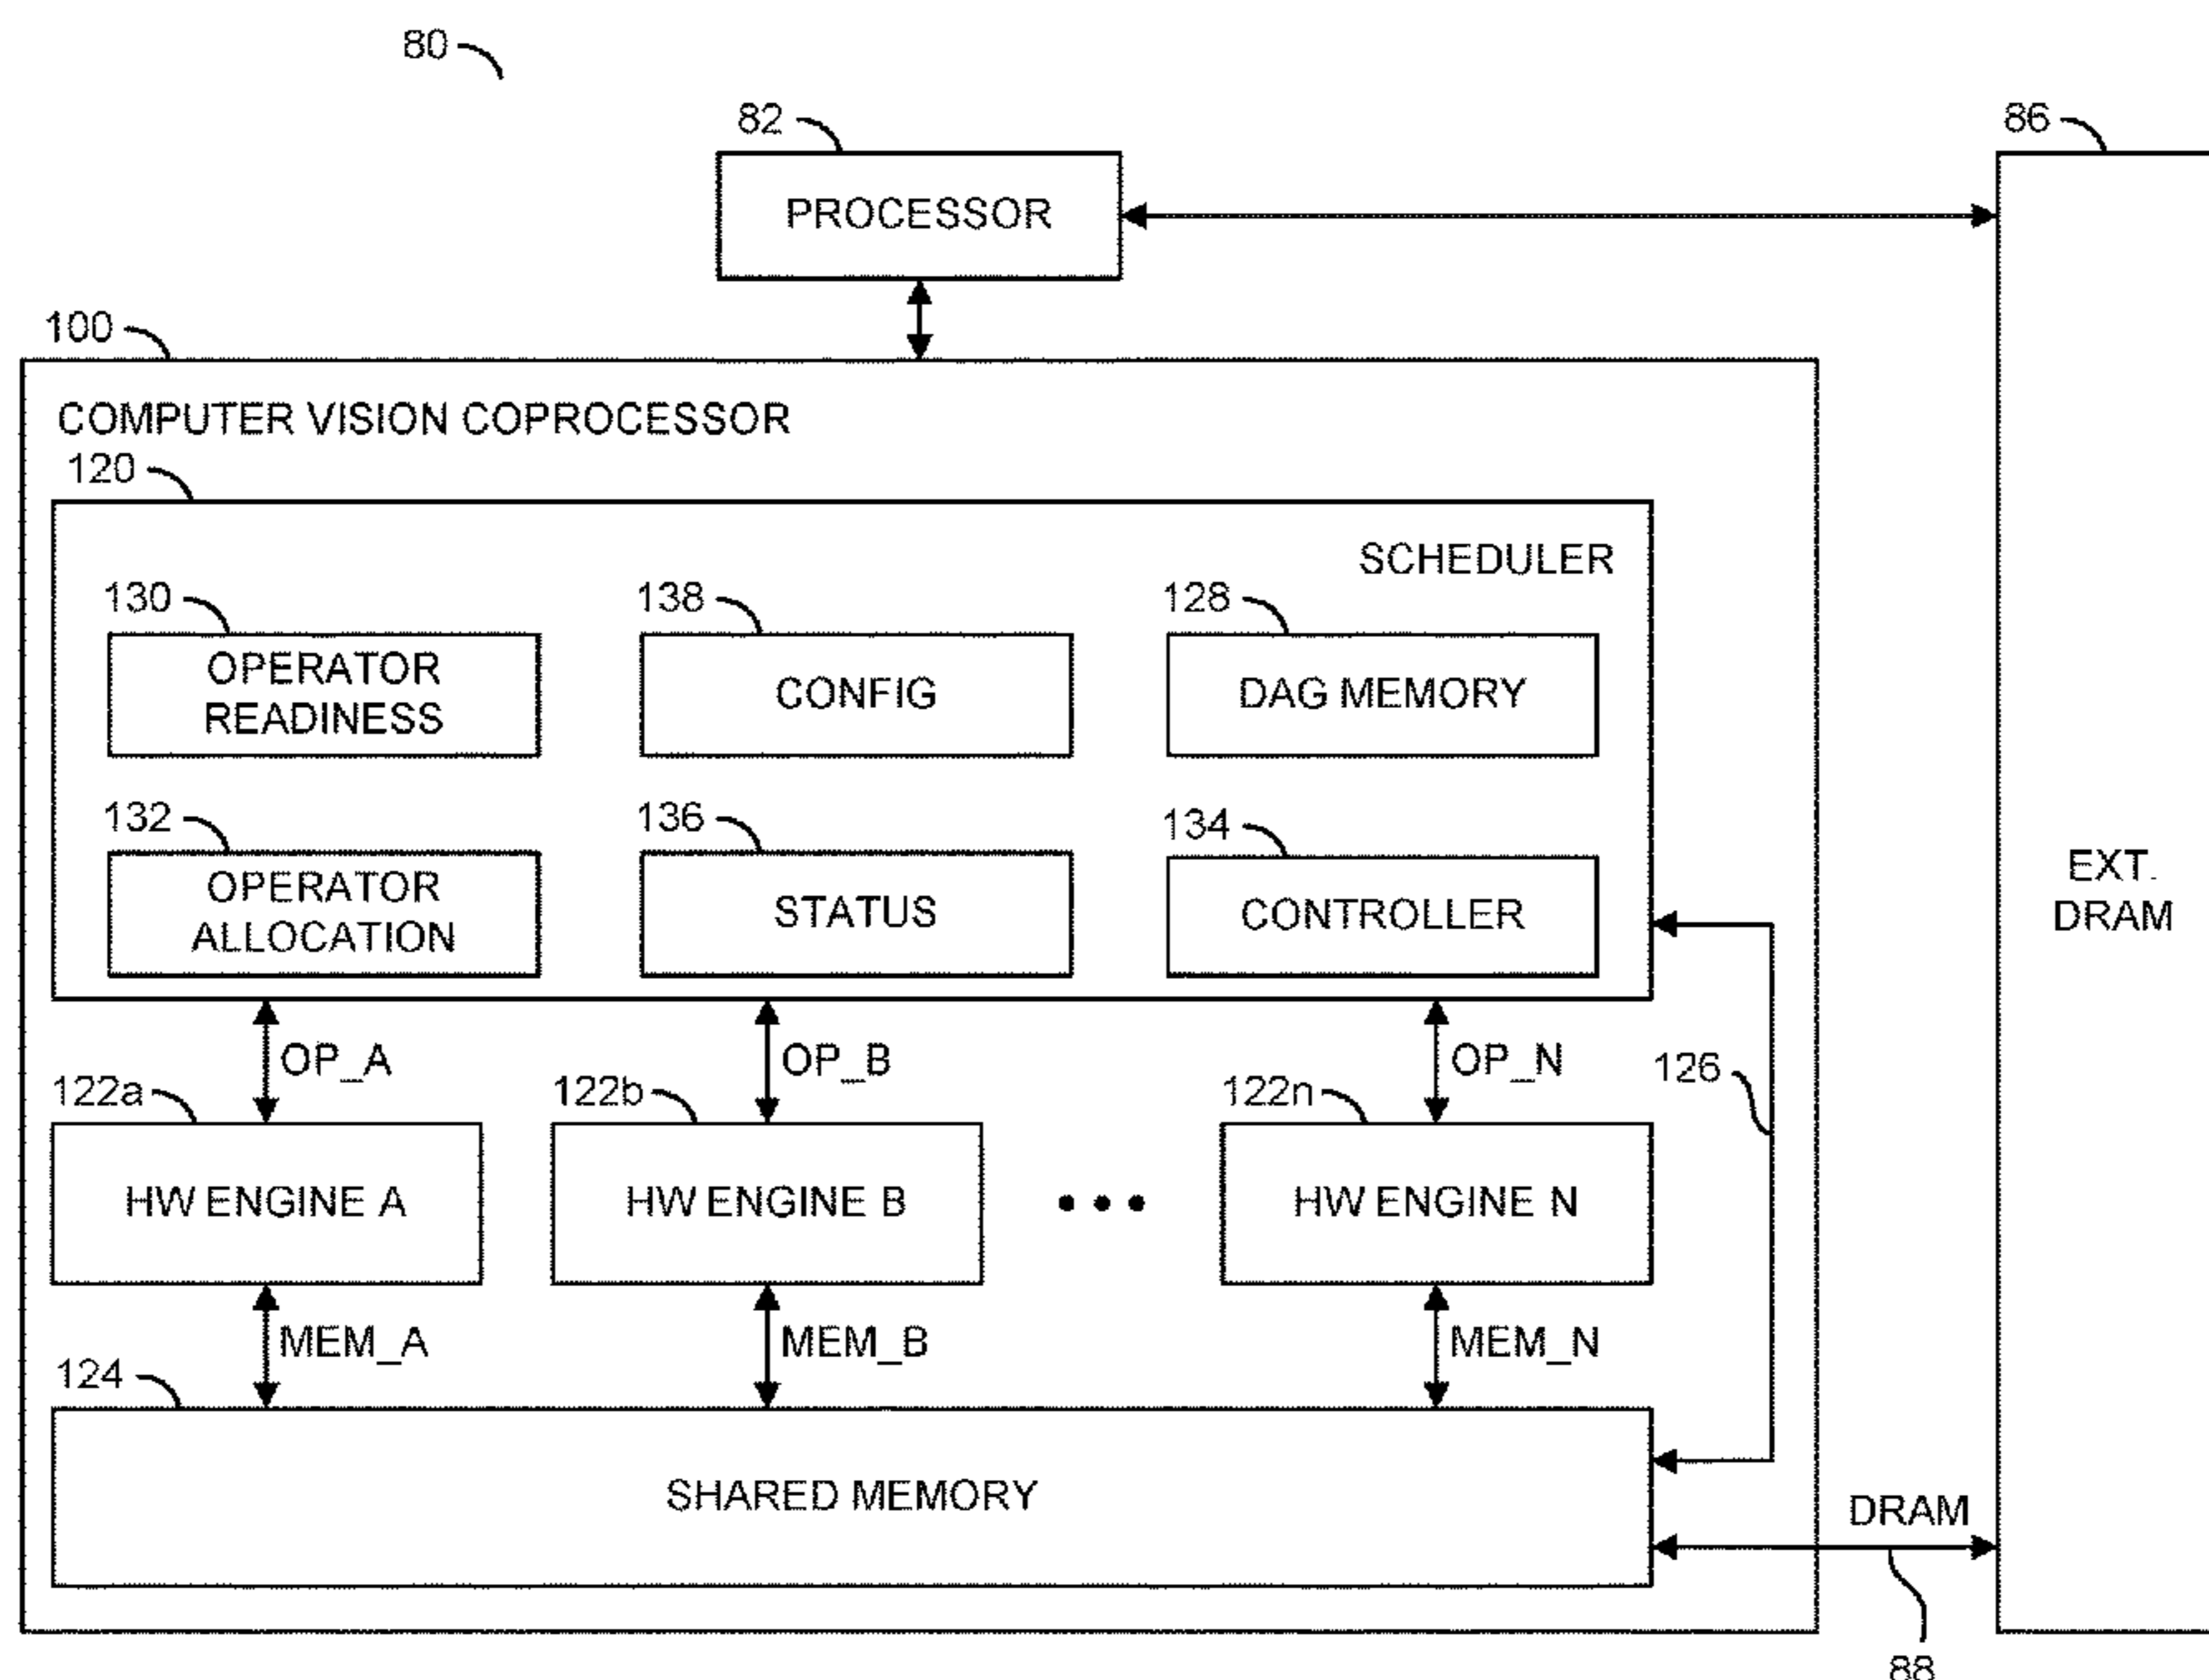 80
82
86
PROCESSOR
100
COMPUTER VISION COPROCESSOR
120
SCHEDULER
130
138
128
OPERATOR
READINESS
CONFIG
DAG MEMORY
132
136
134
OPERATOR
ALLOCATION
STATUS
CONTROLLER
EXT.
DRAM
OP_A
OP_B
OP_N
126
122a
122b
122n
HW ENGINE A
HW ENGINE B
HW ENGINE N
MEM_A
MEM_B
MEM_N
124
SHARED MEMORY
DRAM
88